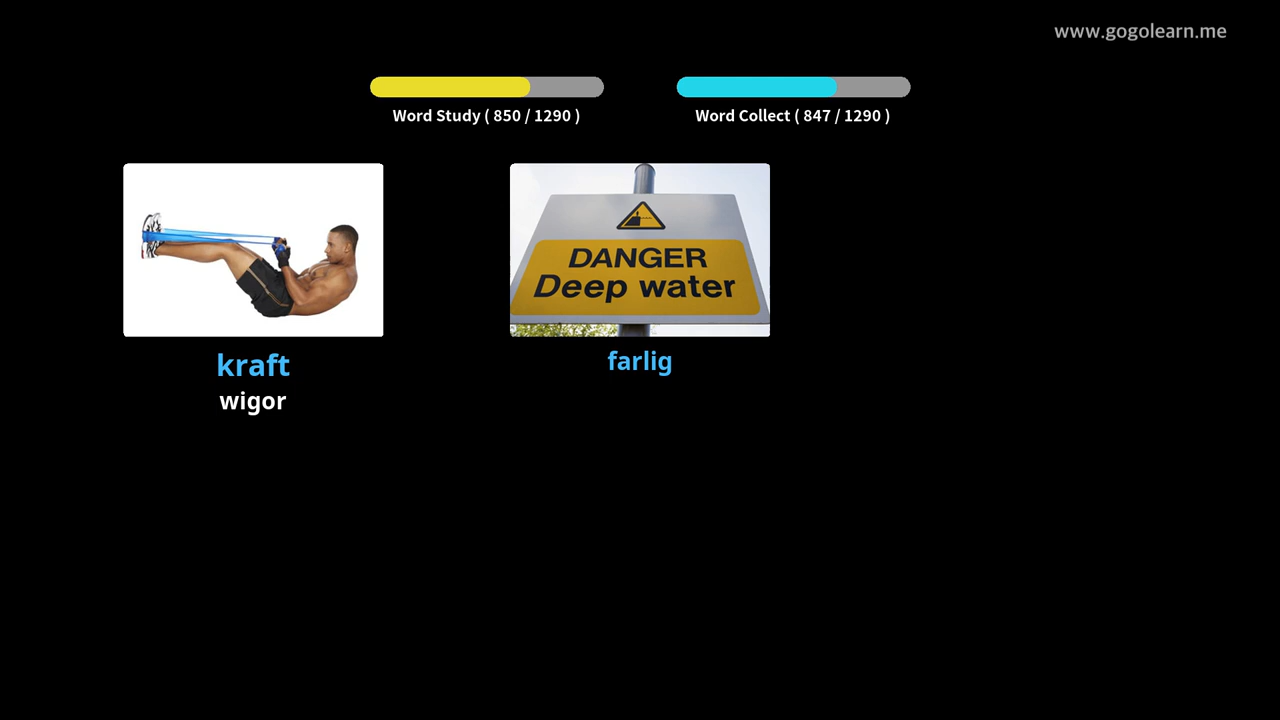 www.gogolearn.me
Word Study ( 850 / 1290 )
Word Collect ( 847 / 1290 )
DANGER
Deep water
kraft
wigor
farlig